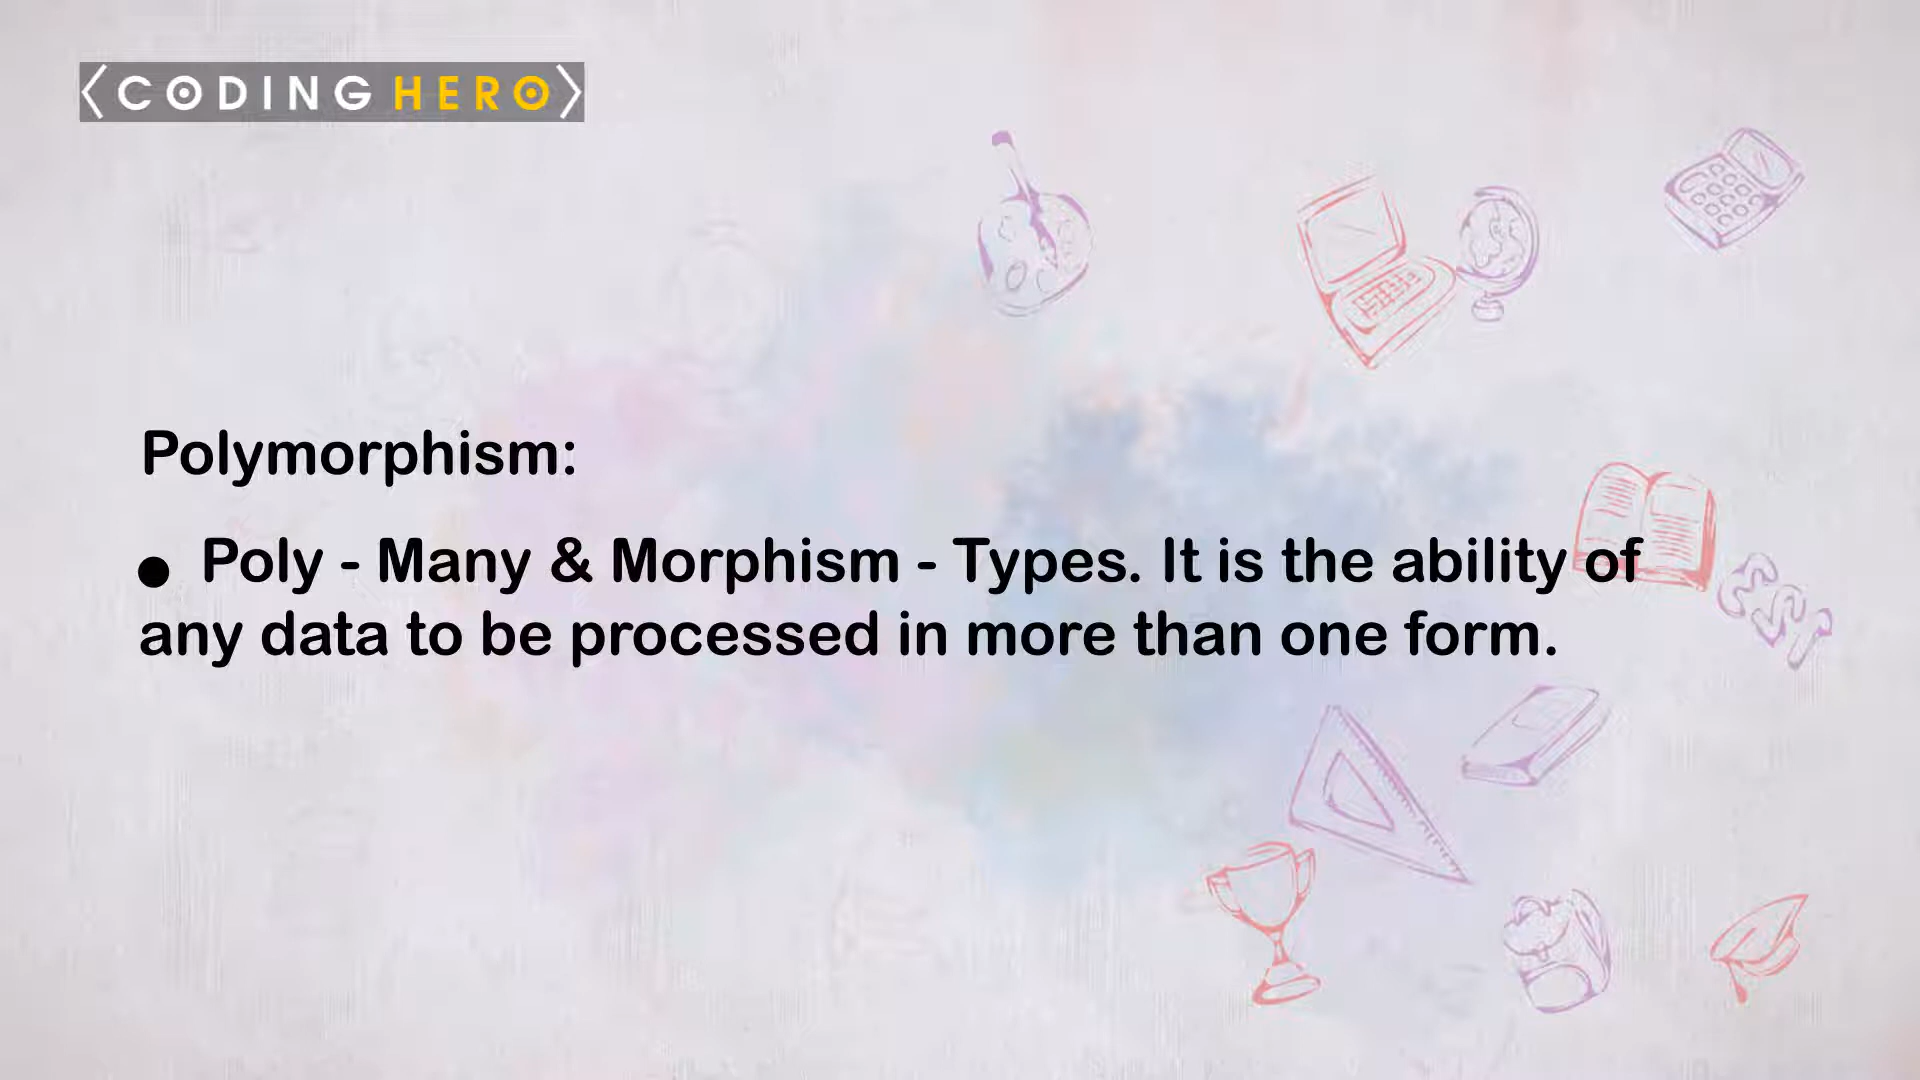 <CODING HERO>
Polymorphism:
● Poly - Many & Morphism - Types. It is the ability of
any data to be processed in more than one form.